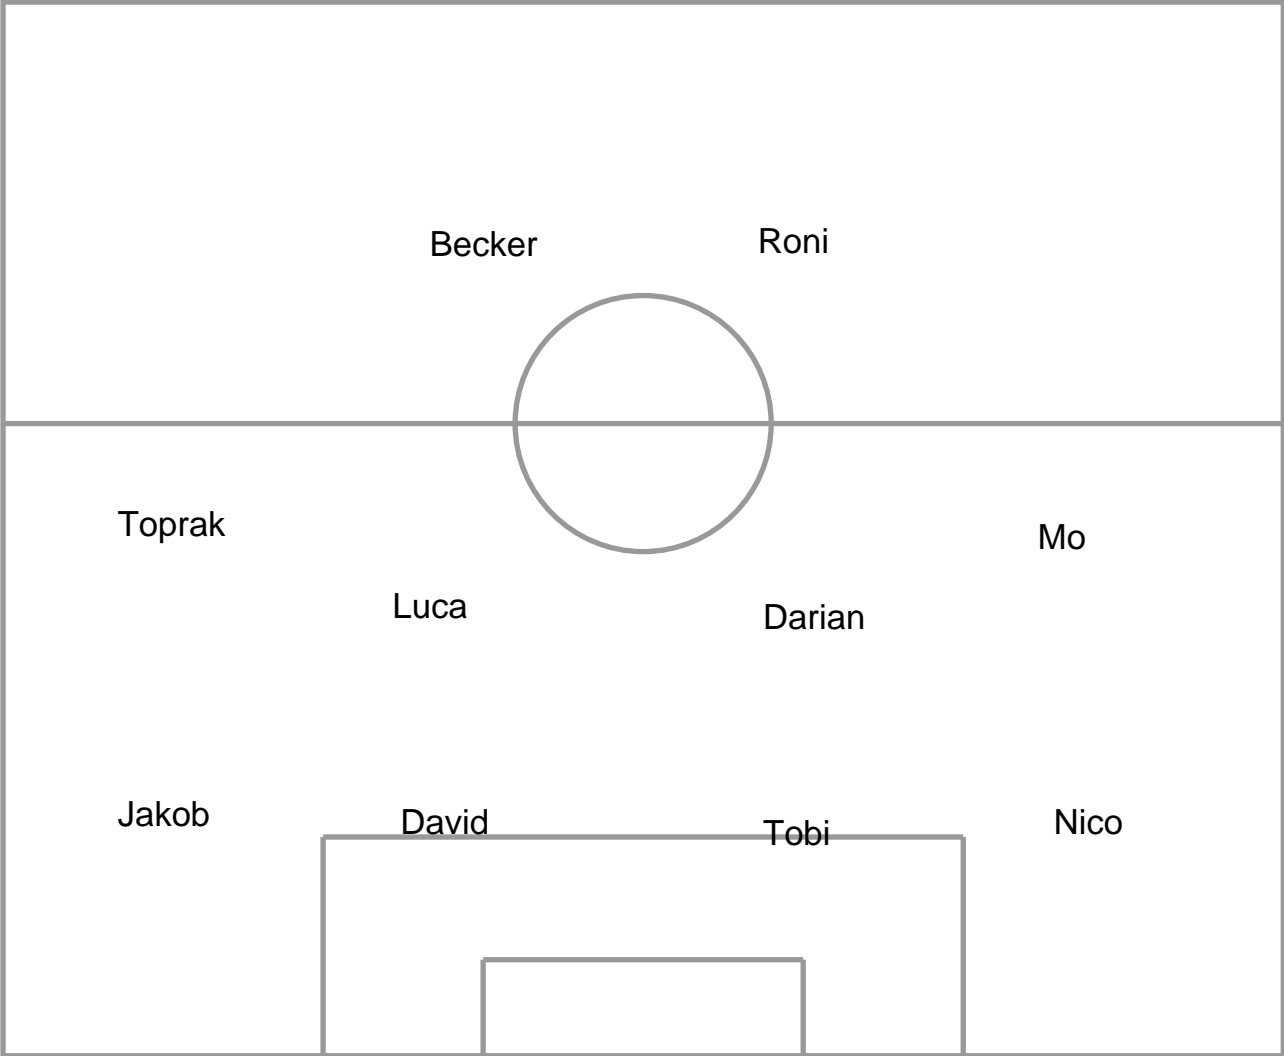 Becker
Roni
Toprak
Mo
Luca
Darian
Jakob
David
Tobi
Nico